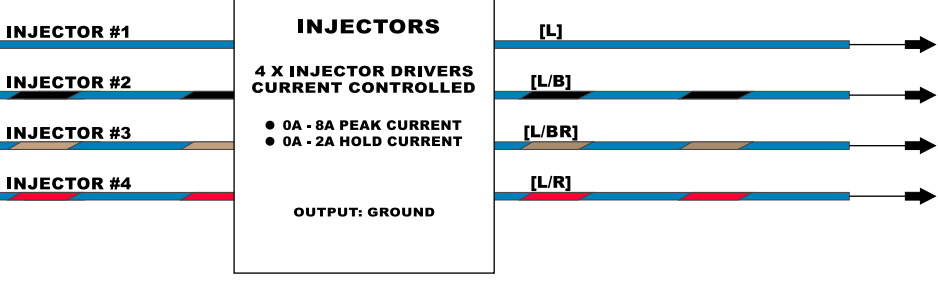 INJECTOR #1
INJECTOR #2
INJECTOR #3
INJECTOR #4
INJECTORS
4 X INJECTOR DRIVERS
CURRENT CONTROLLED
● 0A - 8A PEAK CURRENT
● 0A - 2A HOLD CURRENT
OUTPUT: GROUND
[L]
[L/B]
[L/BR]
[L/R]